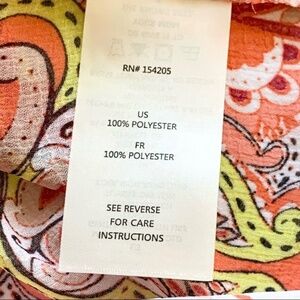 RN# 154205
US
100% POLYESTER
FR
100% POLYESTER
SEE REVERSE
FOR CARE
INSTRUCTIONS